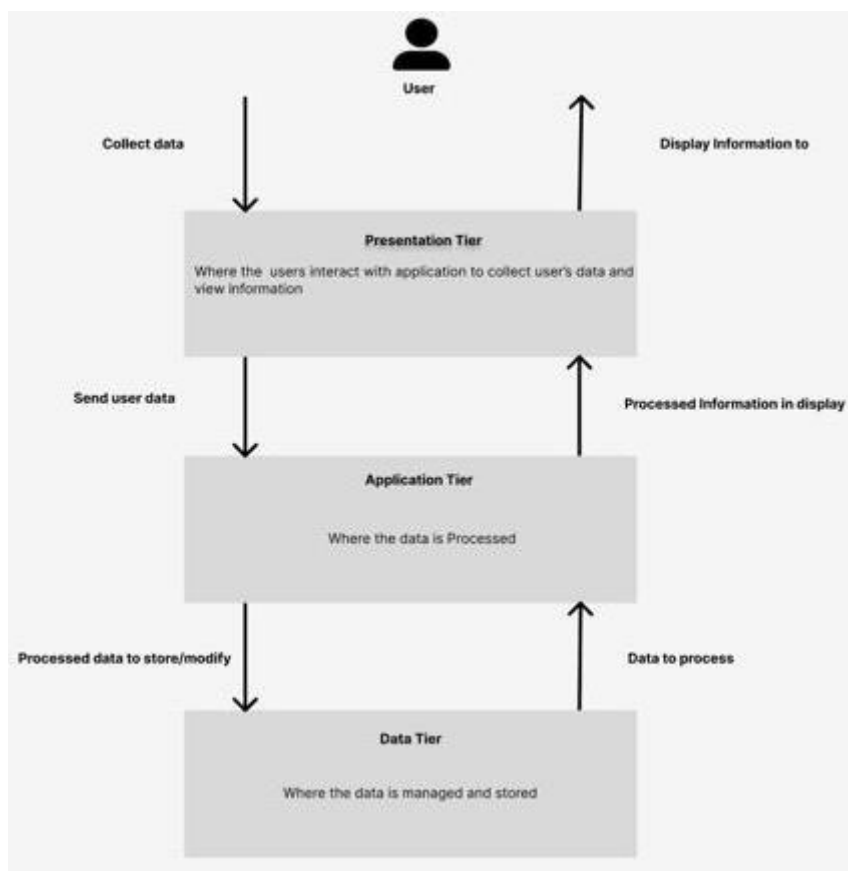 User
Collect data
Display Information to
Presentation Tier
Where the users interact with application to collect user's data and
view information
Send user data
Processed Information in display
Application Tier
Where the data is Processed
Processed data to store/modify
Data to process
Data Tier
Where the data is managed and stored